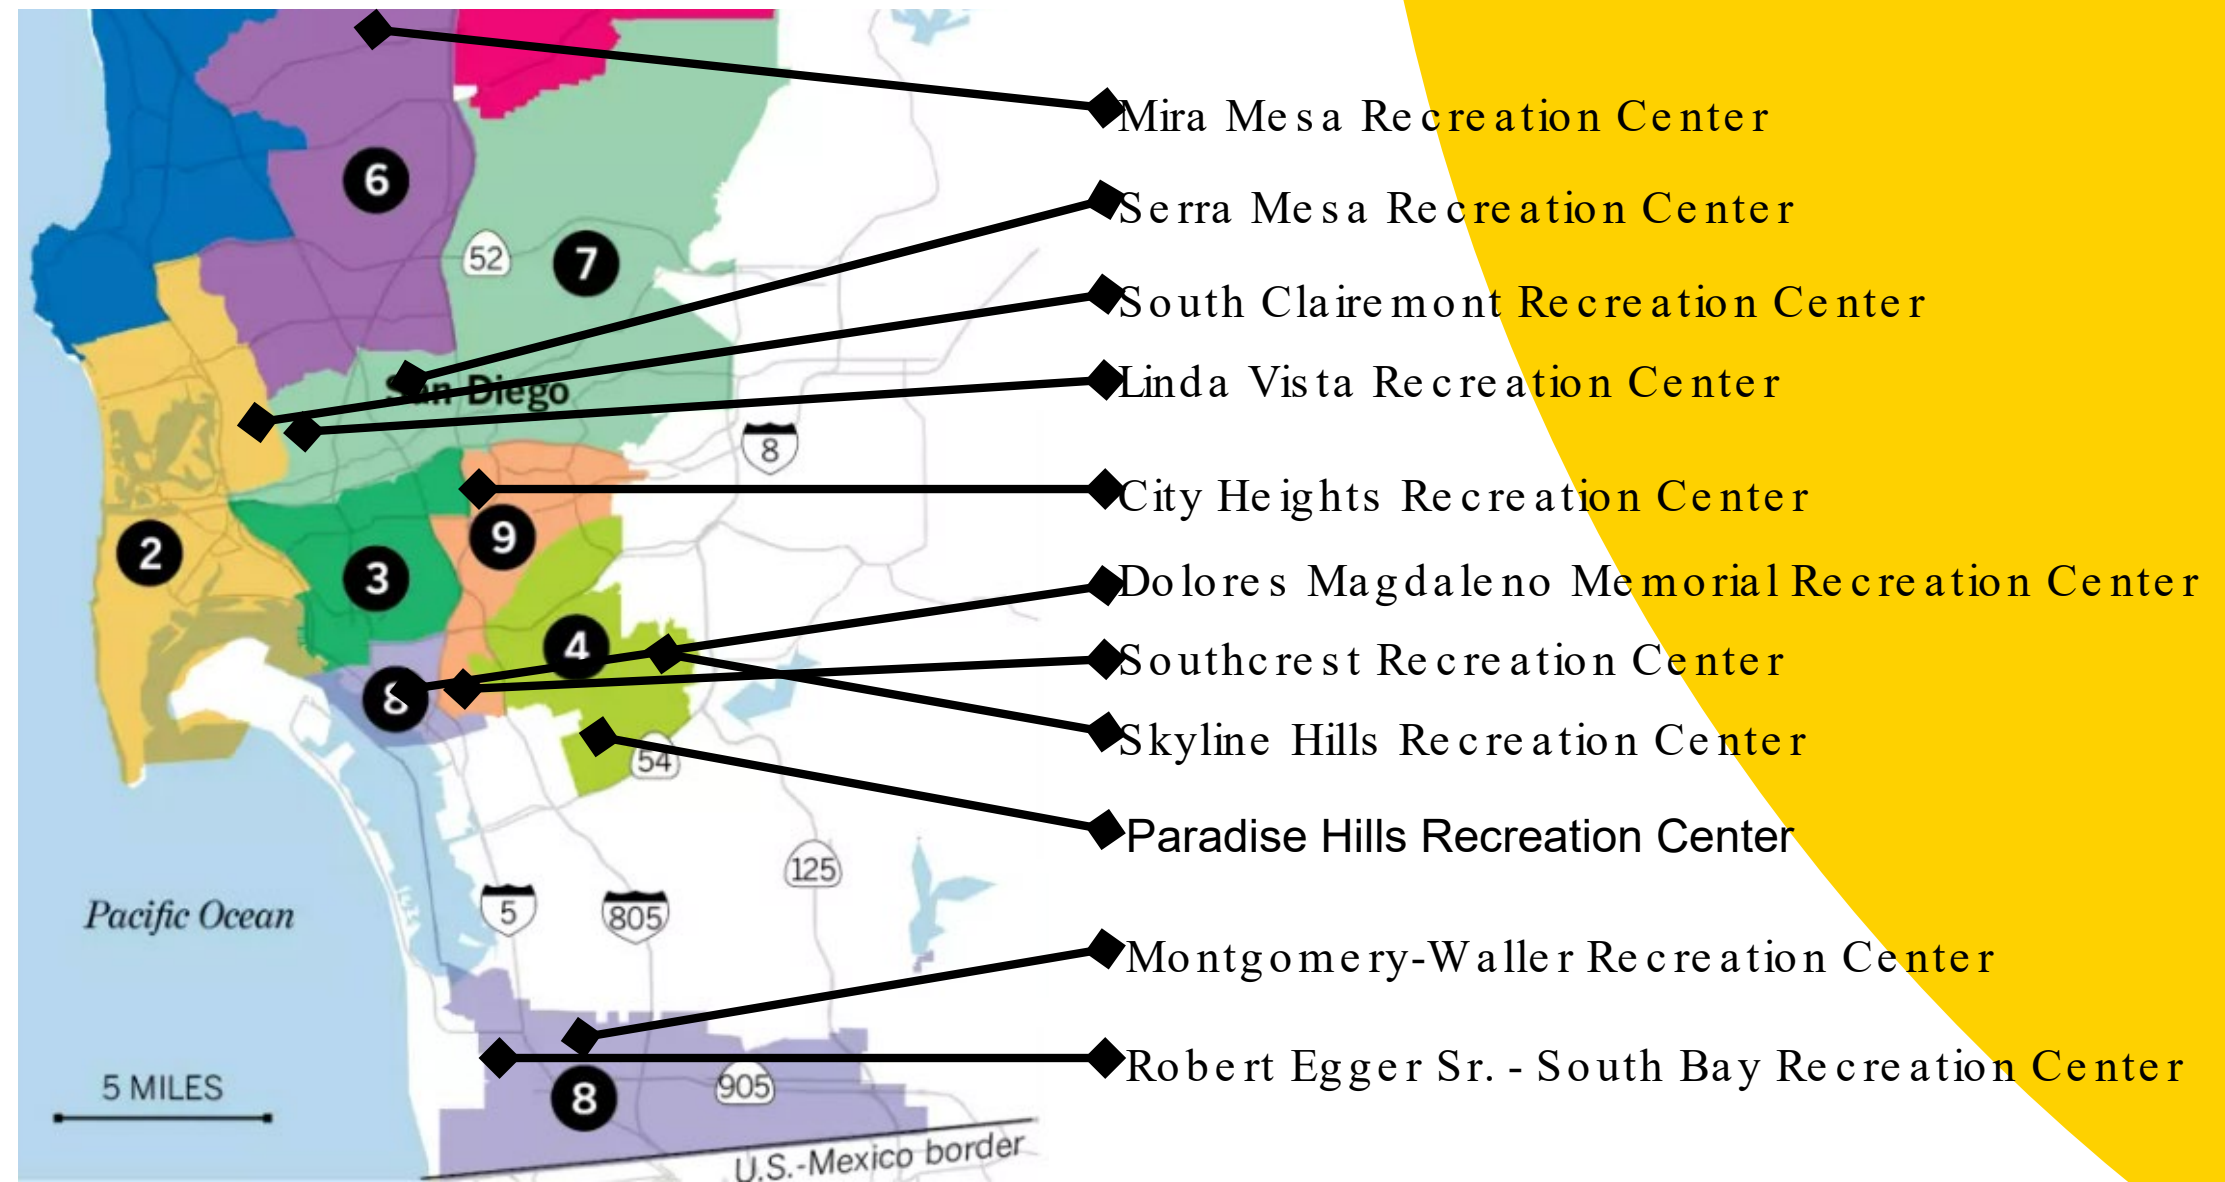 Mira Mesa Recreation Center
6
Serra Mesa Recreation Center
52
7
South Clairemont Recreation Center
San Diego
Linda Vista Recreation Center
8
City Heights Recreation Center
9
2
3
Dolores Magdaleno Memorial Recreation Center
4
Southcrest Recreation Center
8
Skyline Hills Recreation Center
54
Paradise Hills Recreation Center
125
Pacific Ocean
5
805
Montgomery-Waller Recreation Center
Robert Egger Sr. - South Bay Recreation Center
5 MILES
8
905
U.S.-Mexico border